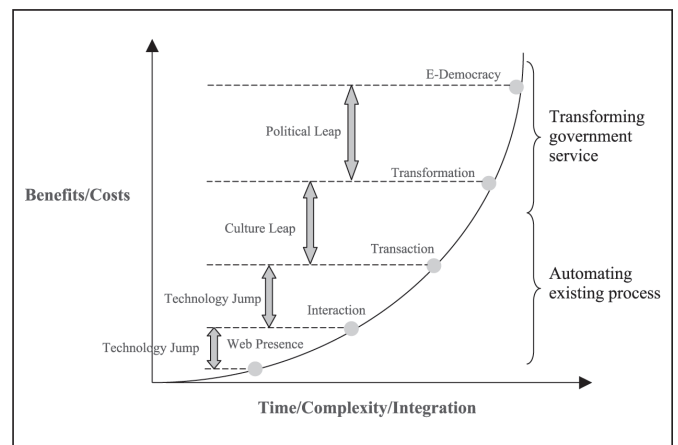 E-Democracy
Political Leap
Transforming
government
service
Transformation
Benefits/Costs
Culture Leap
Transaction
Automating
existing process
Technology Jump
Interaction
Technology Jump
Web Presence
Time/Complexity/Integration